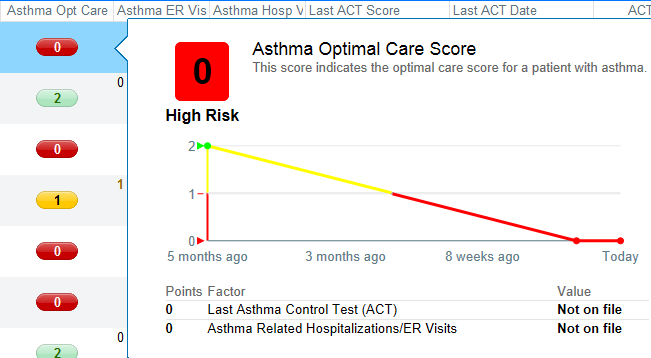 Asthma Opt Care Asthma ER Vis Asthma Hosp V Last ACT Score Last ACT Date ACT
0
0
2
0
1
1
0
0
0
2
0
Asthma Optimal Care Score
This score indicates the optimal care score for a patient with asthma.
High Risk
2
1
0
5 months ago 3 months ago 8 weeks ago Today
Points Factor Value
0 Last Asthma Control Test (ACT) Not on file
0 Asthma Related Hospitalizations/ER Visits Not on file